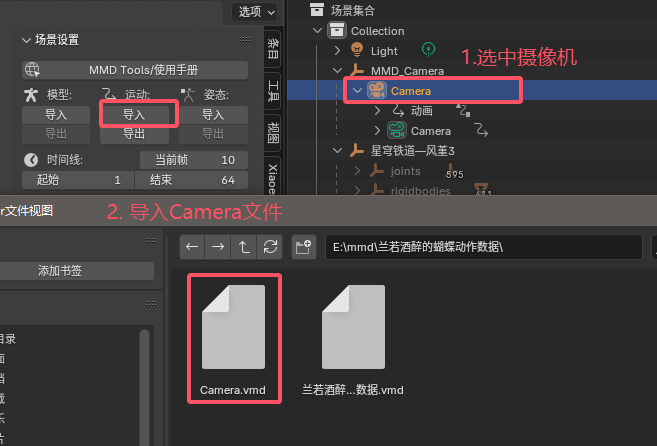 选项
场景设置
MMD Tools/使用手册
模型:
运动:
姿态:
导入
导入
导入
导出
导出
导出
时间线:
当前帧 10
起始 1
结束 64
条目
工具
视图
Xiaoer
场景集合
Collection
Light
1.选中摄像机
MMD_Camera
Camera
动画
2
Camera
星穹铁道—风堇3
joints
595
rigidbodies
r文件视图
2. 导入Camera文件
添加书签
E:\mmd\兰若酒醉的蝴蝶动作数据\
Camera.vmd
兰若酒醉...数据.vmd
目录
面